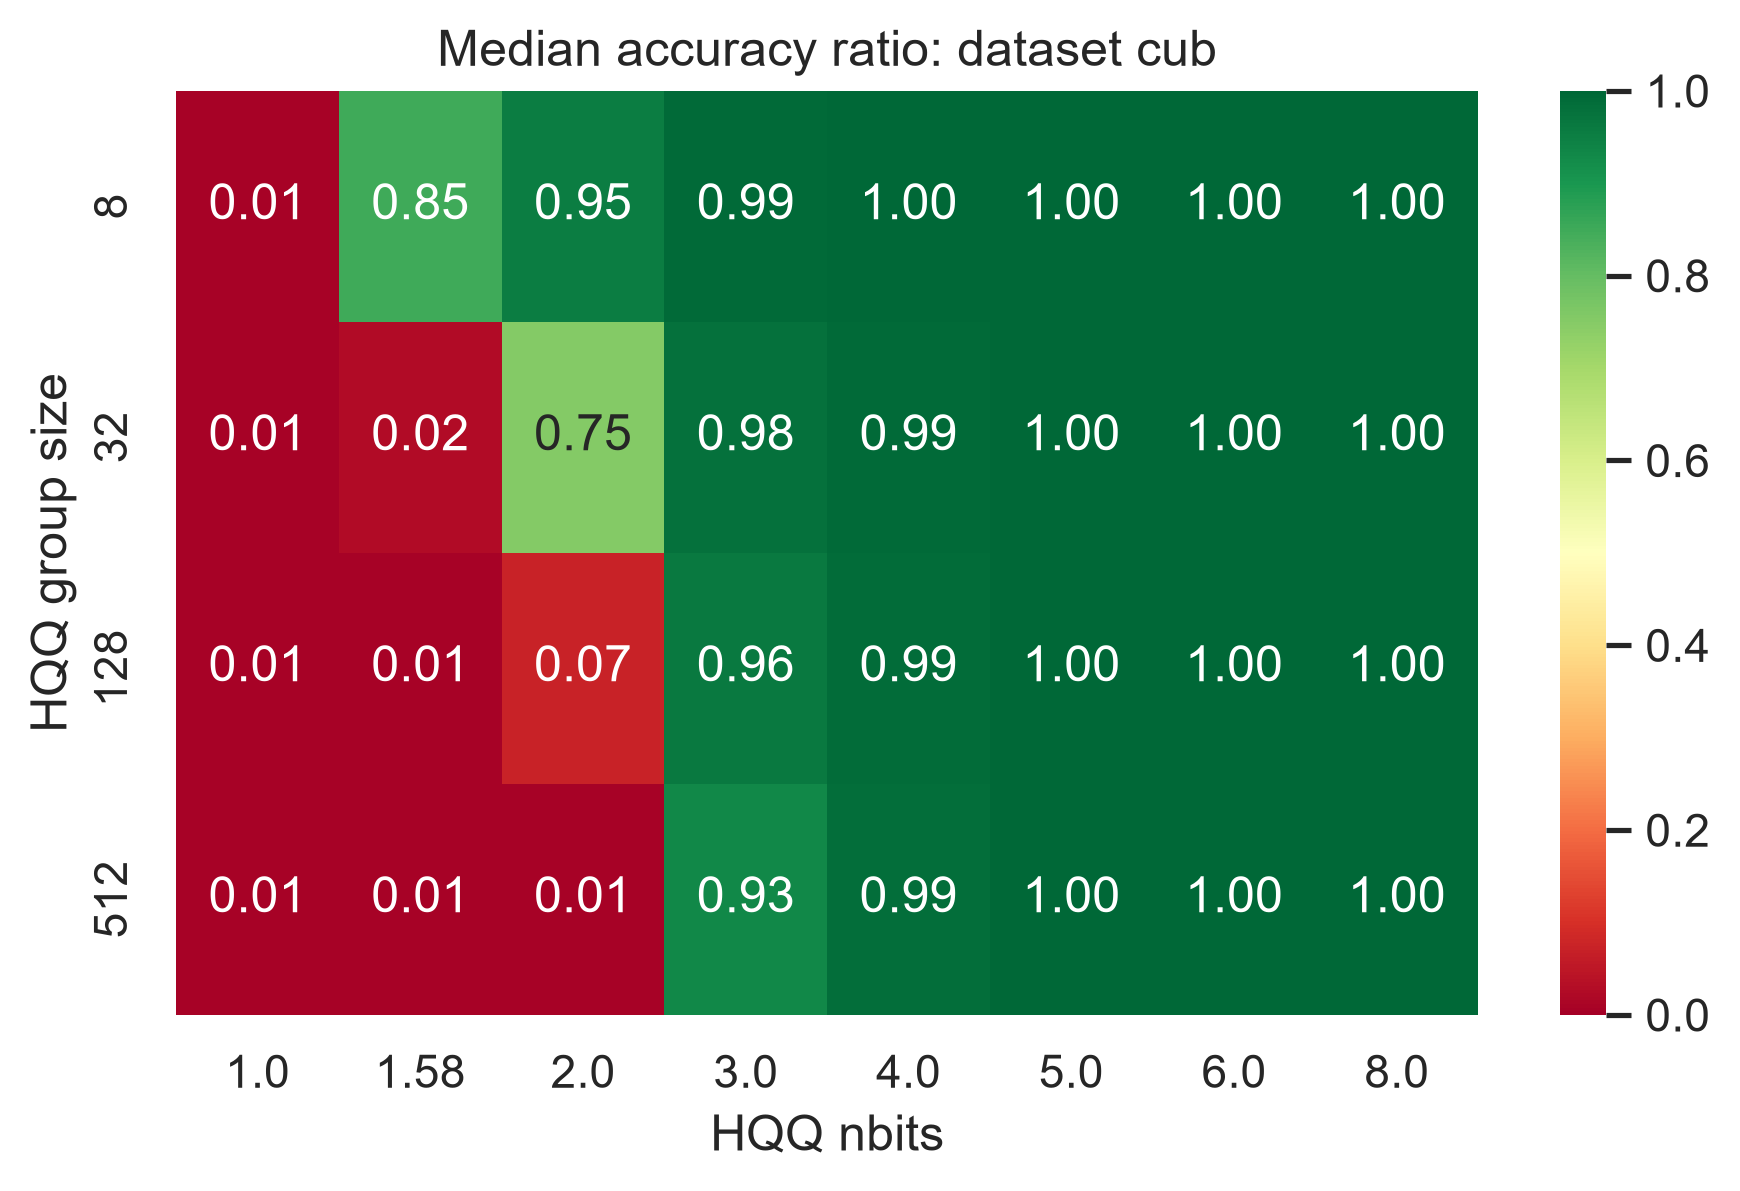 Median accuracy ratio: dataset cub
HQQ group size
8
0.01 0.85 0.95 0.99 1.00 1.00 1.00 1.00
32
0.01 0.02 0.75 0.98 0.99 1.00 1.00 1.00
128
0.01 0.01 0.07 0.96 0.99 1.00 1.00 1.00
512
0.01 0.01 0.01 0.93 0.99 1.00 1.00 1.00
1.0 1.58 2.0 3.0 4.0 5.0 6.0 8.0
HQQ nbits
1.0
0.8
0.6
0.4
0.2
0.0